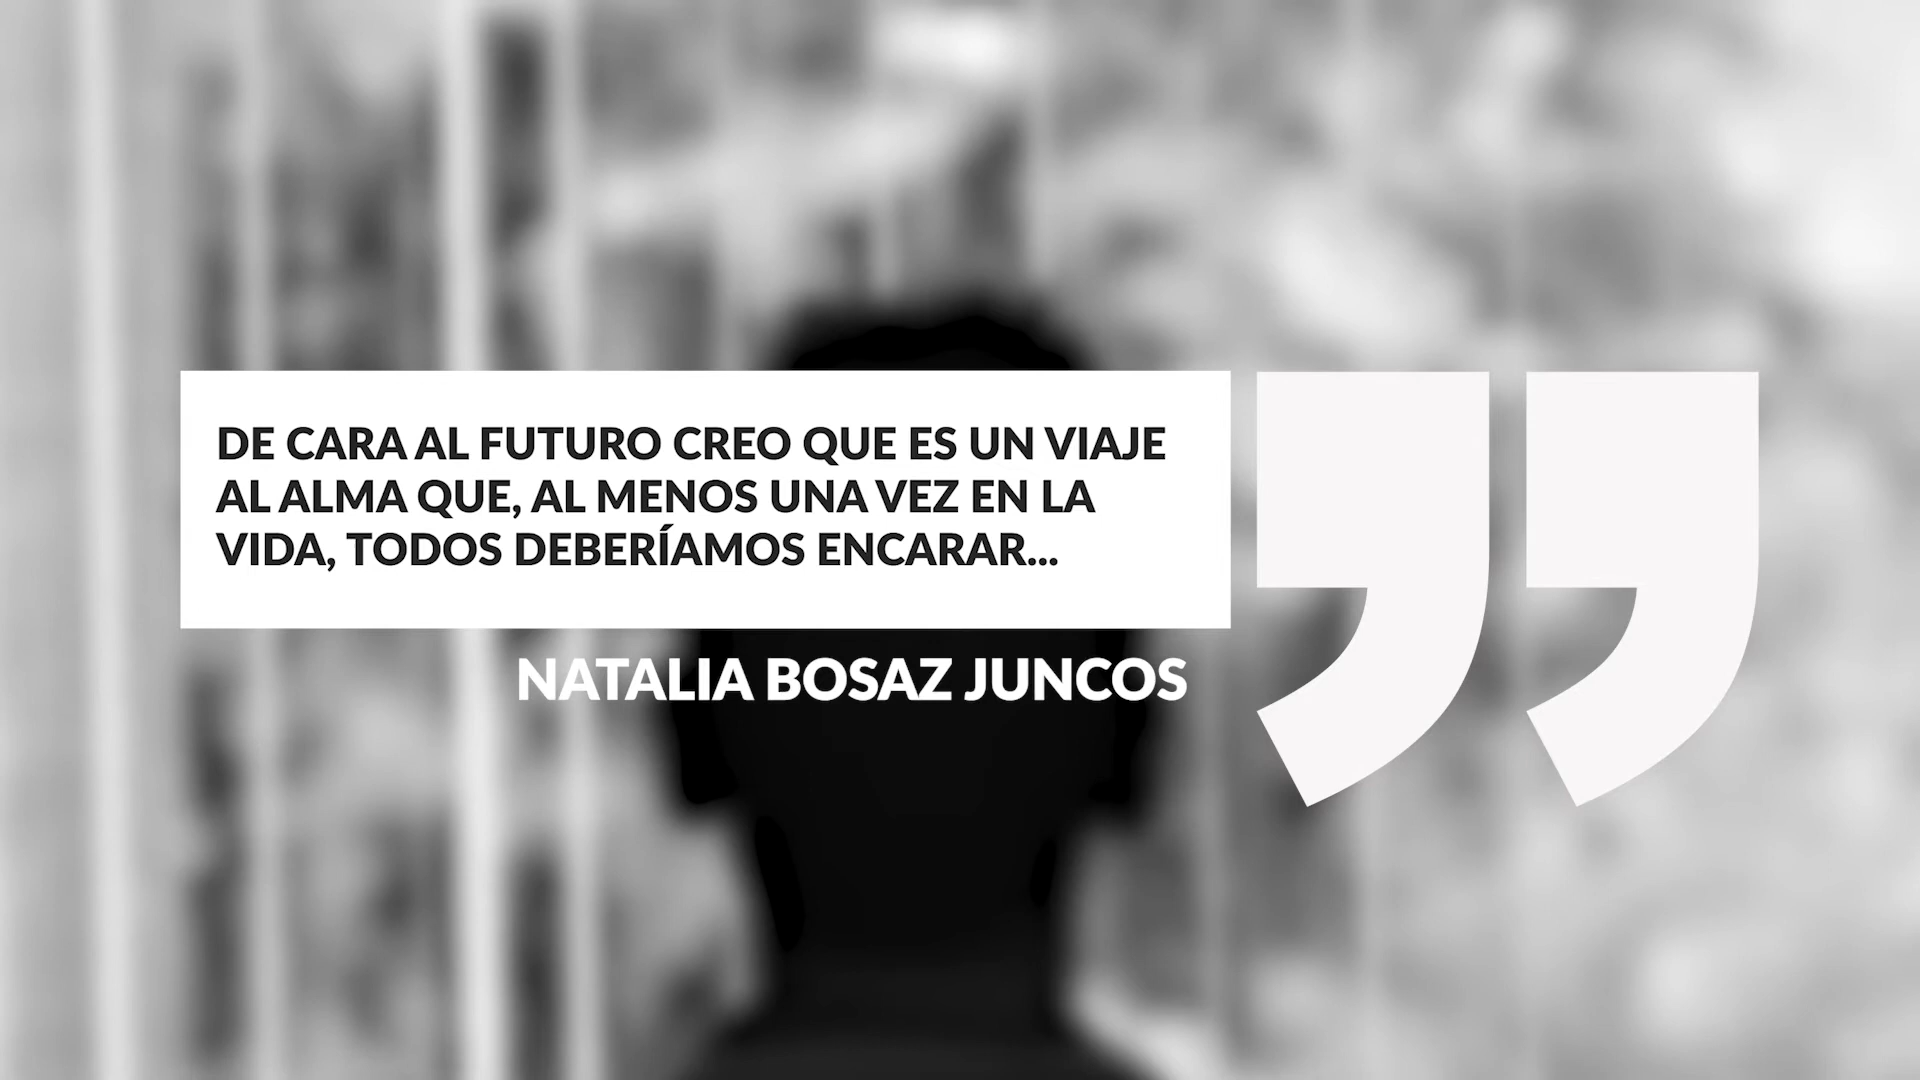 DE CARA AL FUTURO CREO QUE ES UN VIAJE
AL ALMA QUE, AL MENOS UNA VEZ EN LA
VIDA, TODOS DEBERÍAMOS ENCARAR...
NATALIA BOSAZ JUNCOS